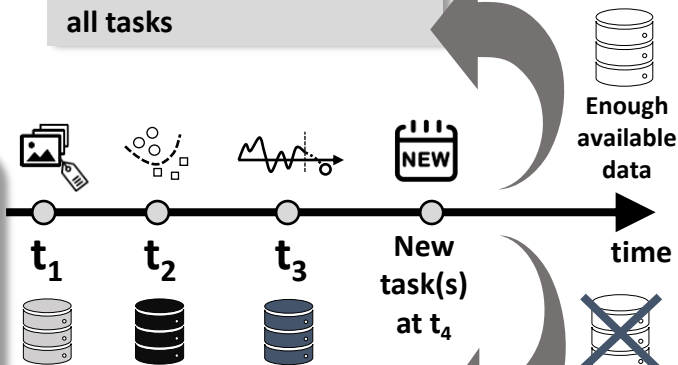 all tasks
Enough
available
data
NEW
t₁
t₂
t₃
New
task(s)
at t₄
time